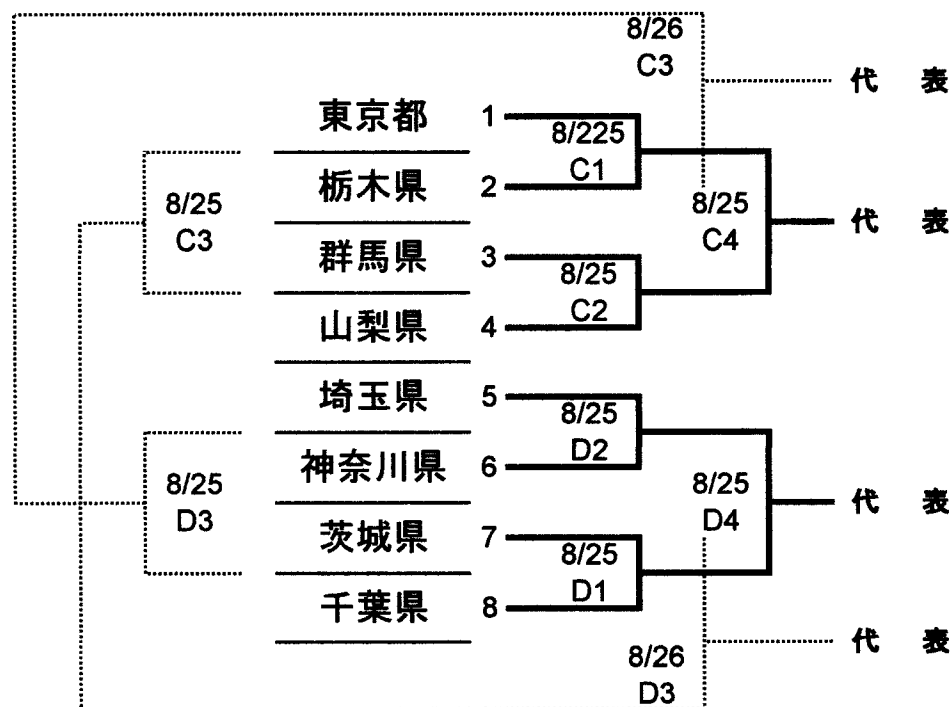 8/26
C3
代 表
東京都 1
8/225
C1
栃木県 2
8/25
C3
8/25
C4
代 表
群馬県 3
8/25
C2
山梨県 4
埼玉県 5
8/25
D2
神奈川県 6
8/25
D3
8/25
D4
代 表
茨城県 7
8/25
D1
千葉県 8
代 表
8/26
D3